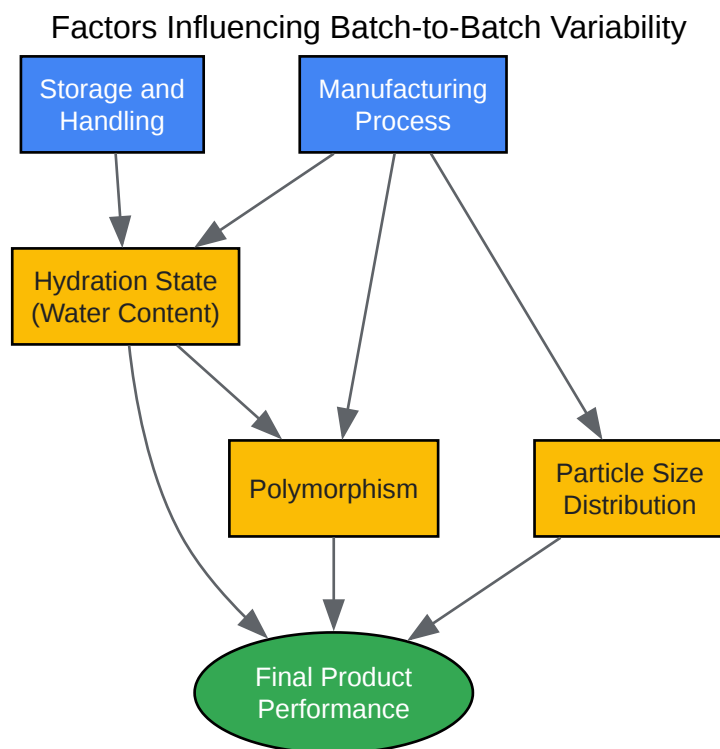 Factors Influencing Batch-to-Batch Variability
Storage and
Handling
Manufacturing
Process
Hydration State
(Water Content)
Polymorphism
Particle Size
Distribution
Final Product
Performance